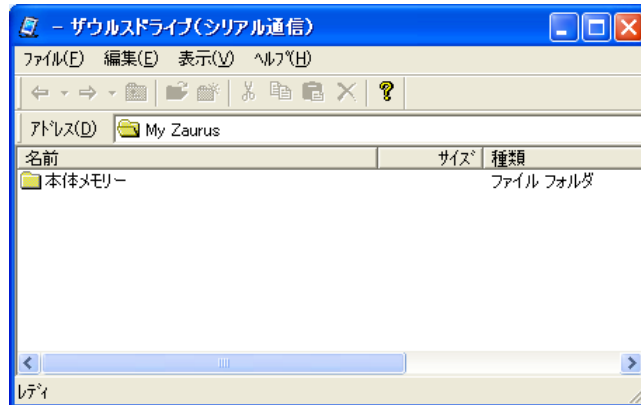 - ザウルスドライブ(シリアル通信)
ファイル(F) 編集(E) 表示(V) ヘルプ(H)
アドレス(D) My Zaurus
名前 サイズ 種類
本体メモリー ファイル フォルダ
レディ